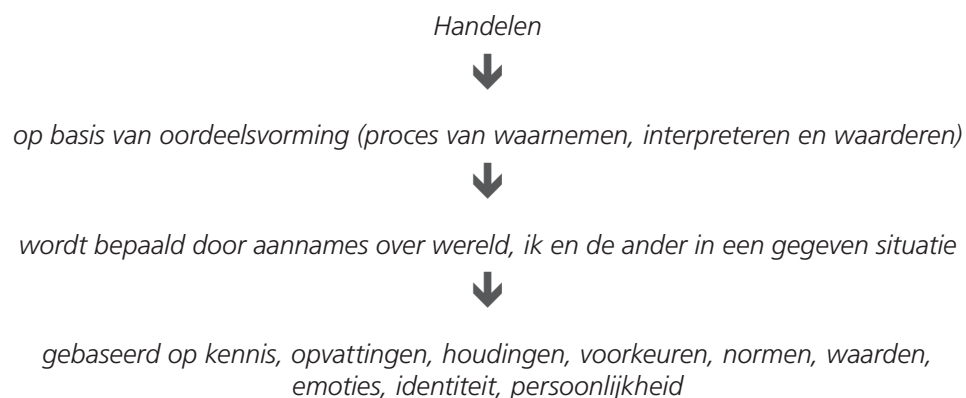 Handelen
op basis van oordeelsvorming (proces van waarnemen, interpreteren en waarderen)
wordt bepaald door aannames over wereld, ik en de ander in een gegeven situatie
gebaseerd op kennis, opvattingen, houdingen, voorkeuren, normen, waarden,
emoties, identiteit, persoonlijkheid